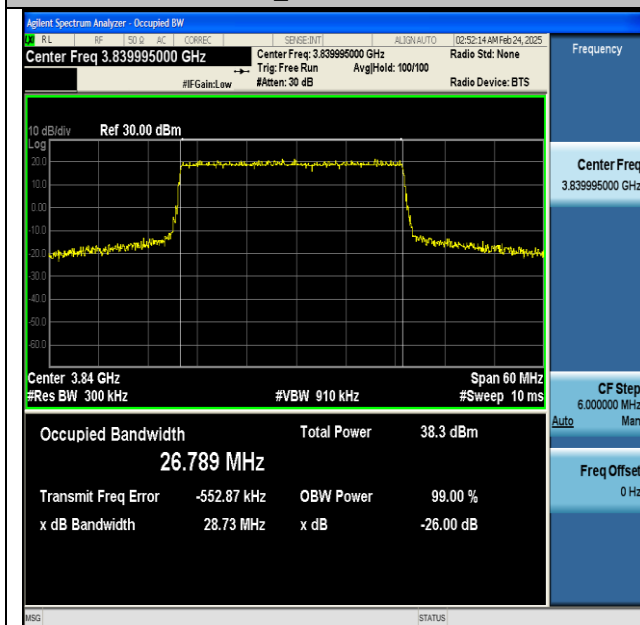 Agilent Spectrum Analyzer - Occupied BW
LXI RL RF 50 Ω AC CORREC SENSE:INT ALIGN AUTO 02:52:14 AM Feb 24, 2025
Center Freq 3.839995000 GHz
Center Freq: 3.839995000 GHz
Radio Std: None
Trig: Free Run Avg|Hold: 100/100
#IFGain:Low #Atten: 30 dB Radio Device: BTS
10 dB/div Ref 30.00 dBm
Log
20.0
10.0
0.00
-10.0
-20.0
-30.0
-40.0
-50.0
-60.0
Center 3.84 GHz Span 60 MHz
#Res BW 300 kHz #VBW 910 kHz #Sweep 10 ms
Occupied Bandwidth Total Power 38.3 dBm
26.789 MHz
Transmit Freq Error -552.87 kHz OBW Power 99.00 %
x dB Bandwidth 28.73 MHz x dB -26.00 dB
MSG STATUS
Frequency
Center Freq
3.839995000 GHz
CF Step
6.000000 MHz
Auto Man
Freq Offset
0 Hz